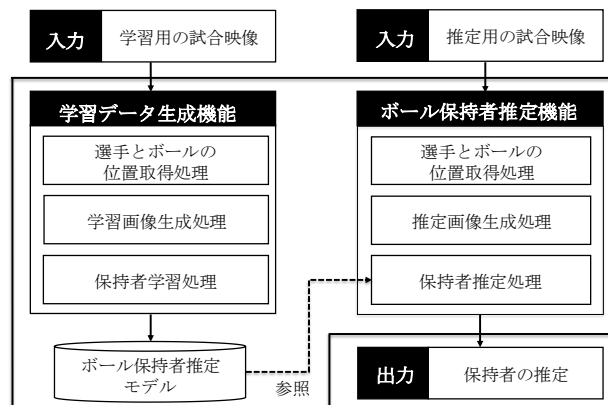 入力
学習用の試合映像
入力
推定用の試合映像
学習データ生成機能
選手とボールの
位置取得処理
学習画像生成処理
保持者学習処理
ボール保持者推定
モデル
ボール保持者推定機能
選手とボールの
位置取得処理
推定画像生成処理
保持者推定処理
参照
出力
保持者の推定